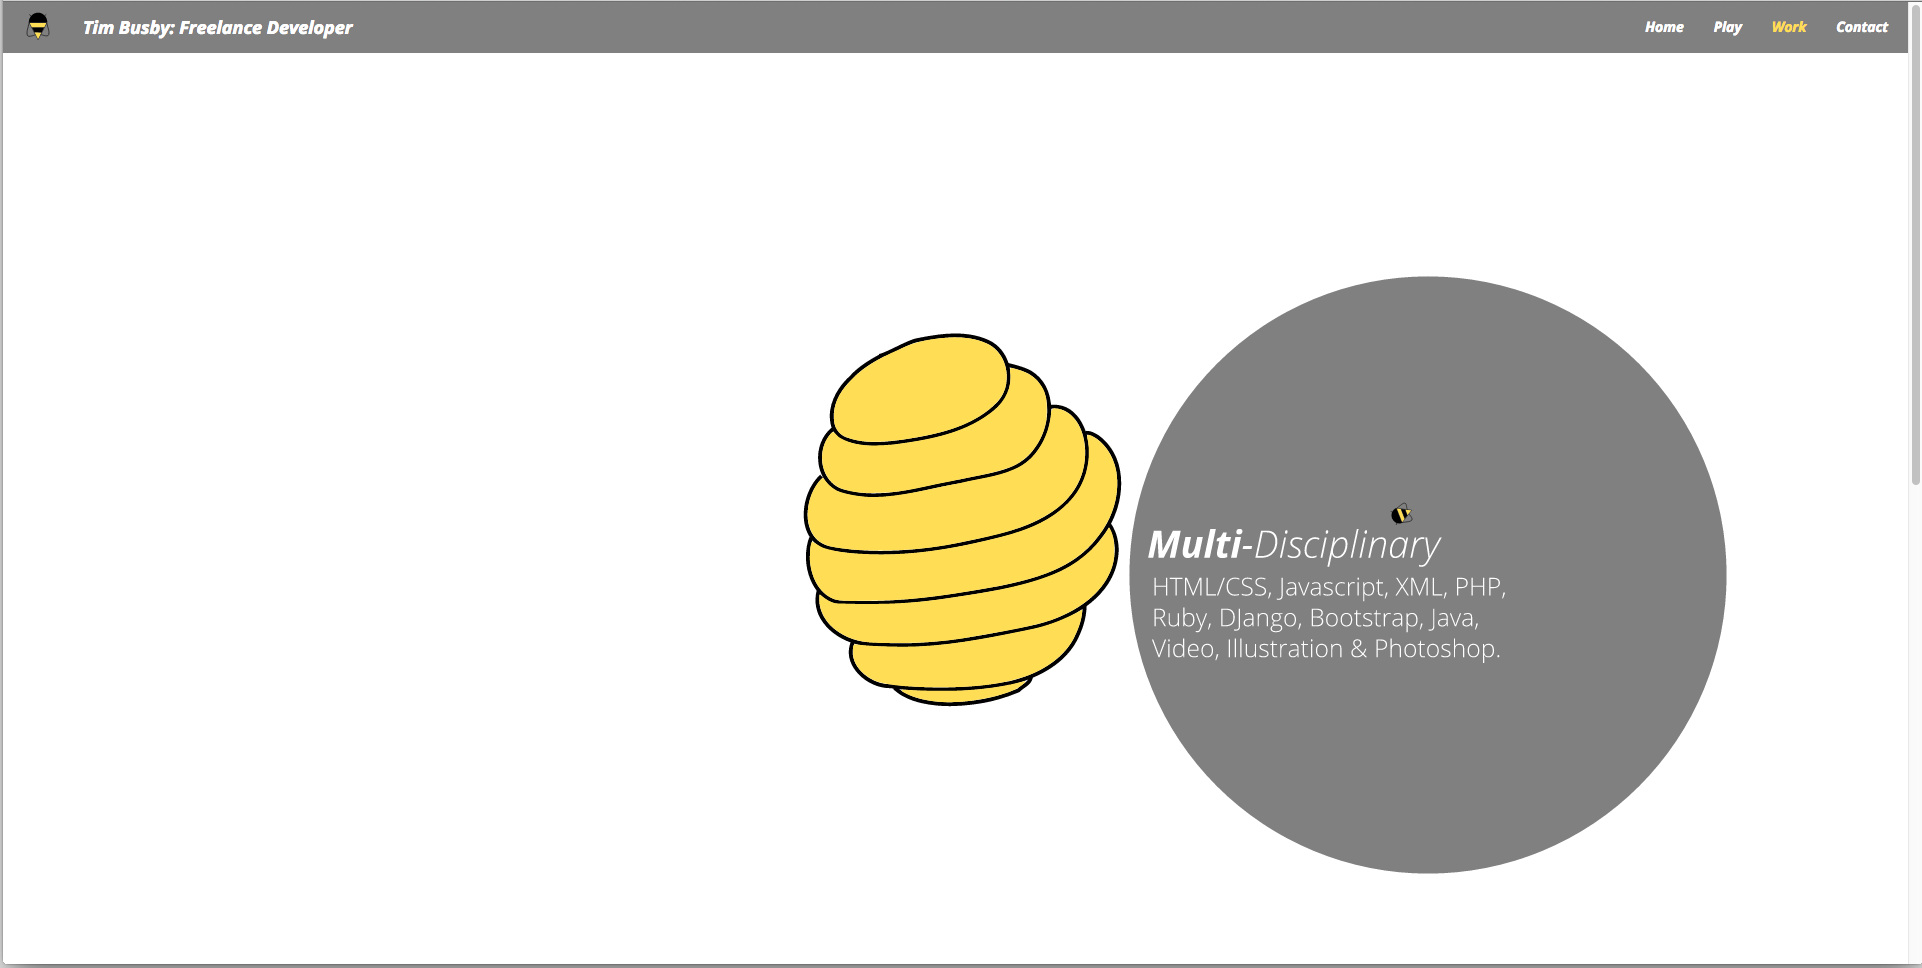 Tim Busby: Freelance Developer
Home Play Work Contact
Multi-Disciplinary
HTML/CSS, Javascript, XML, PHP,
Ruby, DJango, Bootstrap, Java,
Video, Illustration & Photoshop.